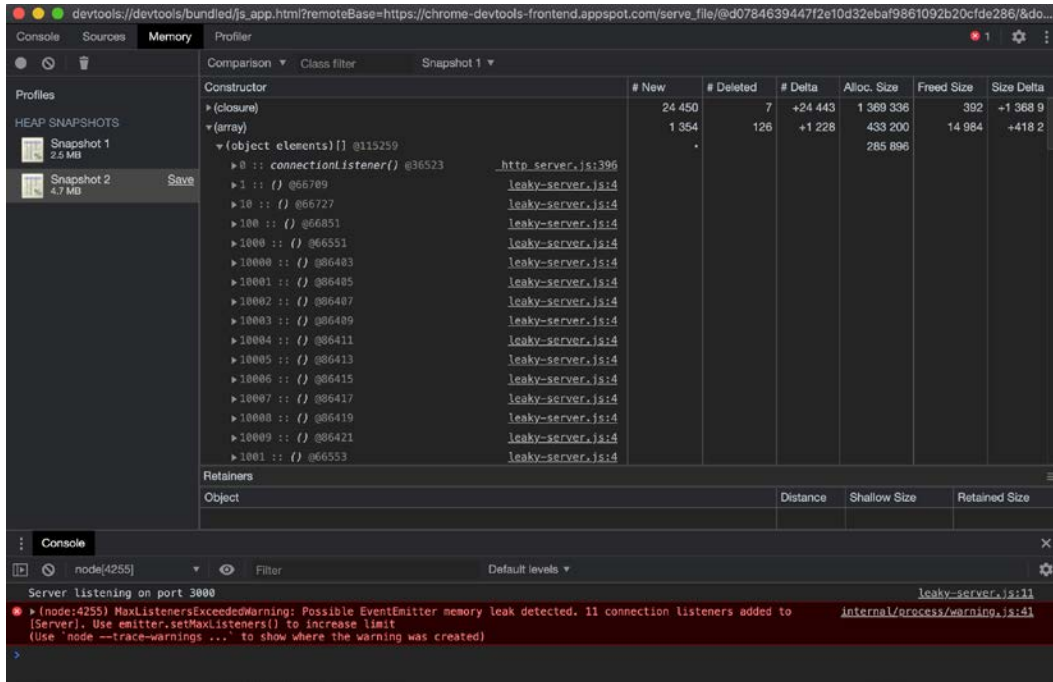 devtools://devtools/bundled/js_app.html?remoteBase=https://chrome-devtools-frontend.appspot.com/serve_file/@d0784639447f2e10d32ebaf9861092b20cfde286/&do...
Console Sources Memory Profiler 1
Comparison Class filter Snapshot 1
Profiles
HEAP SNAPSHOTS
Snapshot 1
2.5 MB
Snapshot 2 Save
4.7 MB
Constructor # New # Deleted # Delta Alloc. Size Freed Size Size Delta
(closure) 24 450 7 +24 443 1 369 336 392 +1 368 9
(array) 1 354 126 +1 228 433 200 14 984 +418 2
(object elements)[] @115259 • 285 896
0 :: connectionListener() @36523 _http_server.js:396
1 :: () @66709 leaky-server.js:4
10 :: () @66727 leaky-server.js:4
100 :: () @66851 leaky-server.js:4
1000 :: () @66551 leaky-server.js:4
10000 :: () @86403 leaky-server.js:4
10001 :: () @86405 leaky-server.js:4
10002 :: () @86407 leaky-server.js:4
10003 :: () @86409 leaky-server.js:4
10004 :: () @86411 leaky-server.js:4
10005 :: () @86413 leaky-server.js:4
10006 :: () @86415 leaky-server.js:4
10007 :: () @86417 leaky-server.js:4
10008 :: () @86419 leaky-server.js:4
10009 :: () @86421 leaky-server.js:4
1001 :: () @66553 leaky-server.js:4
Retainers
Object Distance Shallow Size Retained Size
Console
node[4255] Filter Default levels
Server listening on port 3000 leaky-server.js:11
(node:4255) MaxListenersExceededWarning: Possible EventEmitter memory leak detected. 11 connection listeners added to internal/process/warning.js:41
[Server]. Use emitter.setMaxListeners() to increase limit
(Use `node --trace-warnings ...` to show where the warning was created)